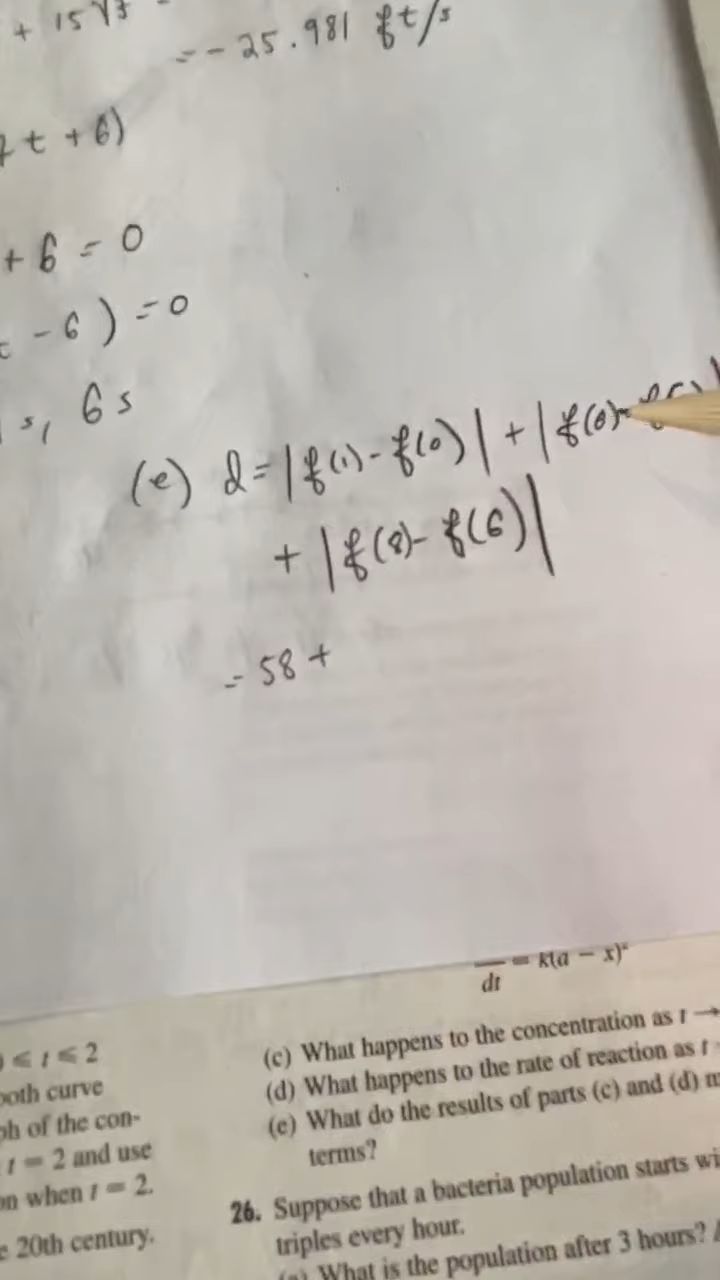 + 15√3
= - 25.981 ft/s
t + 6)
+ 6 = 0
- 6 ) = 0
s, 6 s
(e) d = |f(1) - f(0)| + |f(6) -
+ |f(8) - f(6)|
= 58 +
dt = k(a - x)
≤ t ≤ 2
both curve
ph of the con-
t = 2 and use
on when t = 2.
20th century.
(c) What happens to the concentration as t →
(d) What happens to the rate of reaction as t
(e) What do the results of parts (c) and (d)
terms?
26. Suppose that a bacteria population starts
triples every hour.
What is the population after 3 hours?